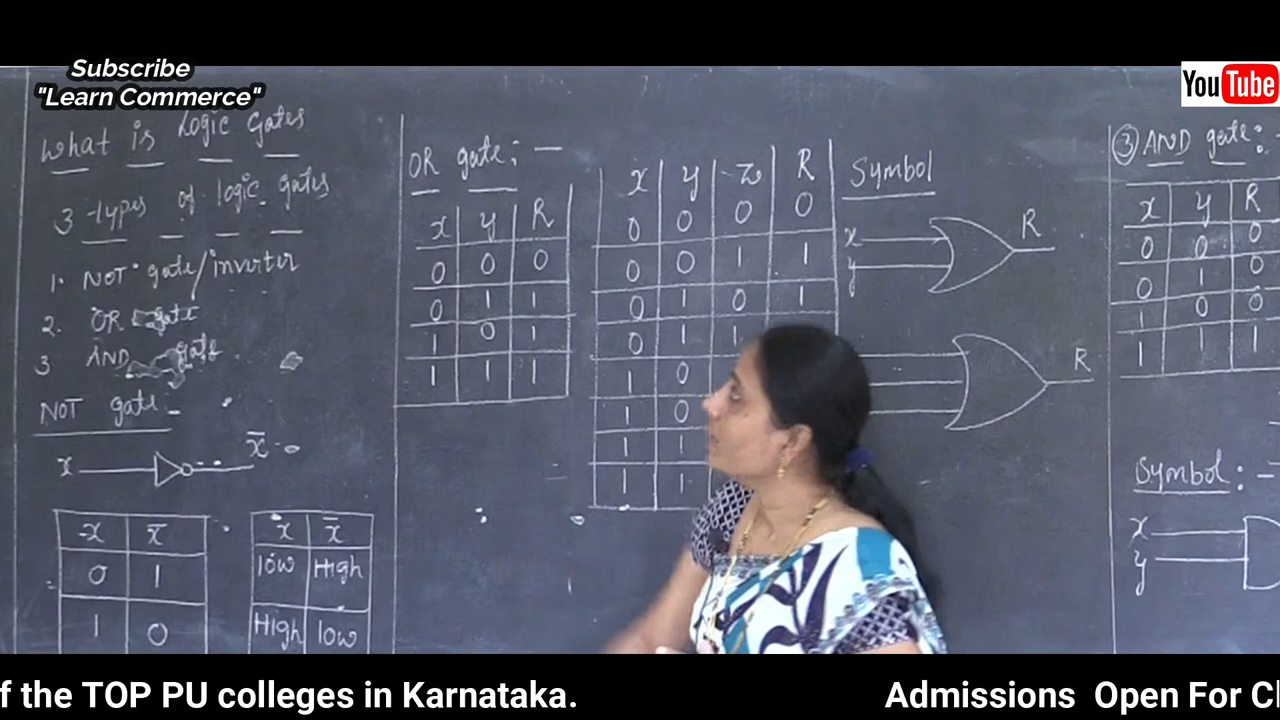 Subscribe
"Learn Commerce"
YouTube
What is Logic Gates
3 types of logic gates
1. NOT gate/inverter
2. OR gate
3 AND gate
NOT gate
x x̄
x x̄
0 1
1 0
x x̄
low High
High low
OR gate: -
x y R
0 0 0
0 1 1
1 0 1
1 1 1
x y z R
0 0 0 0
0 0 1 1
0 1 0 1
0 1 1
1 0
1 0
1 1
1 1
Symbol
x R
y
R
3 AND gate:
x y R
0 0 0
0 1 0
1 0 0
1 1 1
Symbol: -
x
y
f the TOP PU colleges in Karnataka.
Admissions Open For